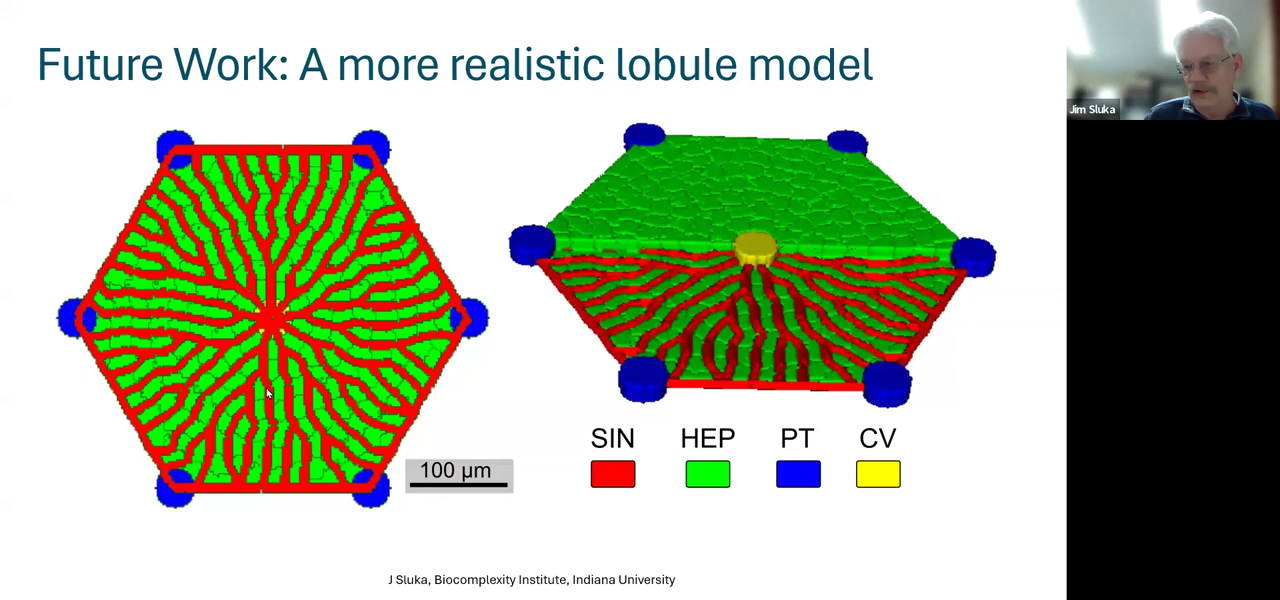 Future Work: A more realistic lobule model
Jim Sluka
SIN HEP PT CV
100 μm
J Sluka, Biocomplexity Institute, Indiana University